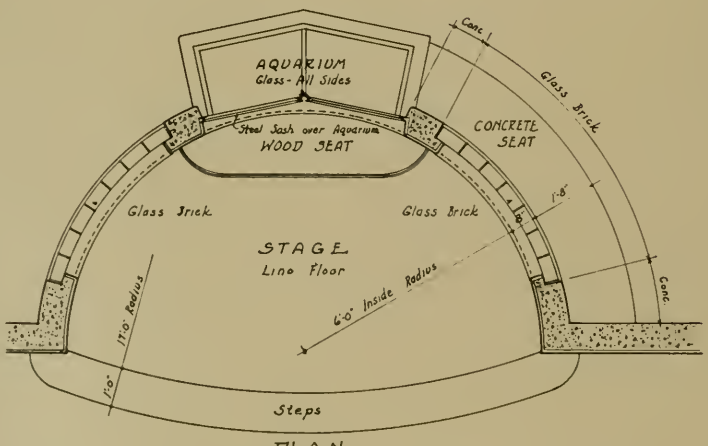 AQUARIUM
Glass - All Sides
Steel Sash over Aquarium
WOOD SEAT
Conc.
Glass Brick
CONCRETE
SEAT
Glass Brick
Glass Brick
1'-8"
STAGE
Lino Floor
6'-0" Inside Radius
17'-0" Radius
Conc.
1'-0"
Steps
PLAN